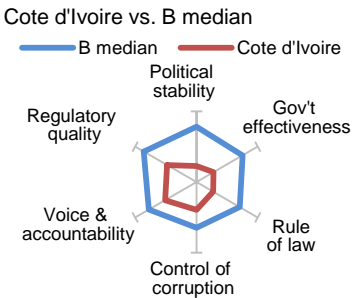 Cote d'Ivoire vs. B median
B median Cote d'Ivoire
Political
stability
Gov't
effectiveness
Rule
of law
Control of
corruption
Voice &
accountability
Regulatory
quality